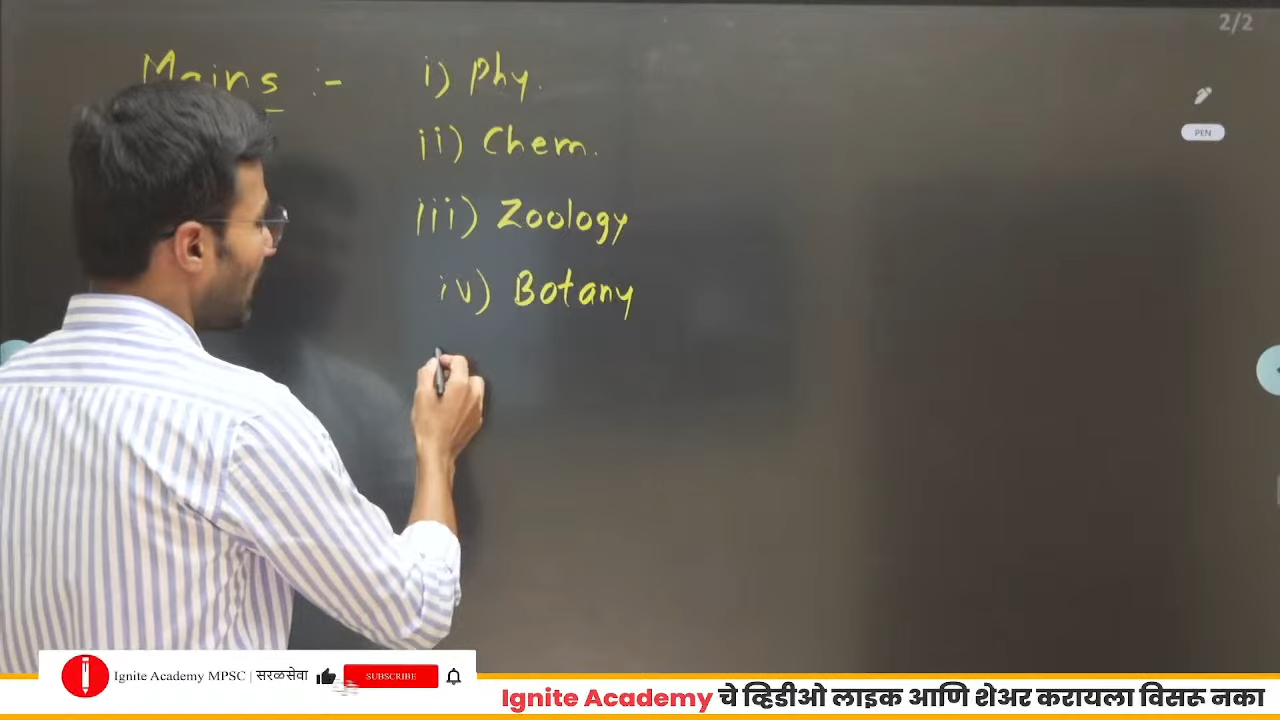 2/2
Mains :- i) Phy.
ii) Chem.
PEN
iii) Zoology
iv) Botany
Ignite Academy MPSC | सरळसेवा SUBSCRIBE
Ignite Academy चे व्हिडीओ लाइक आणि शेअर करायला विसरू नका